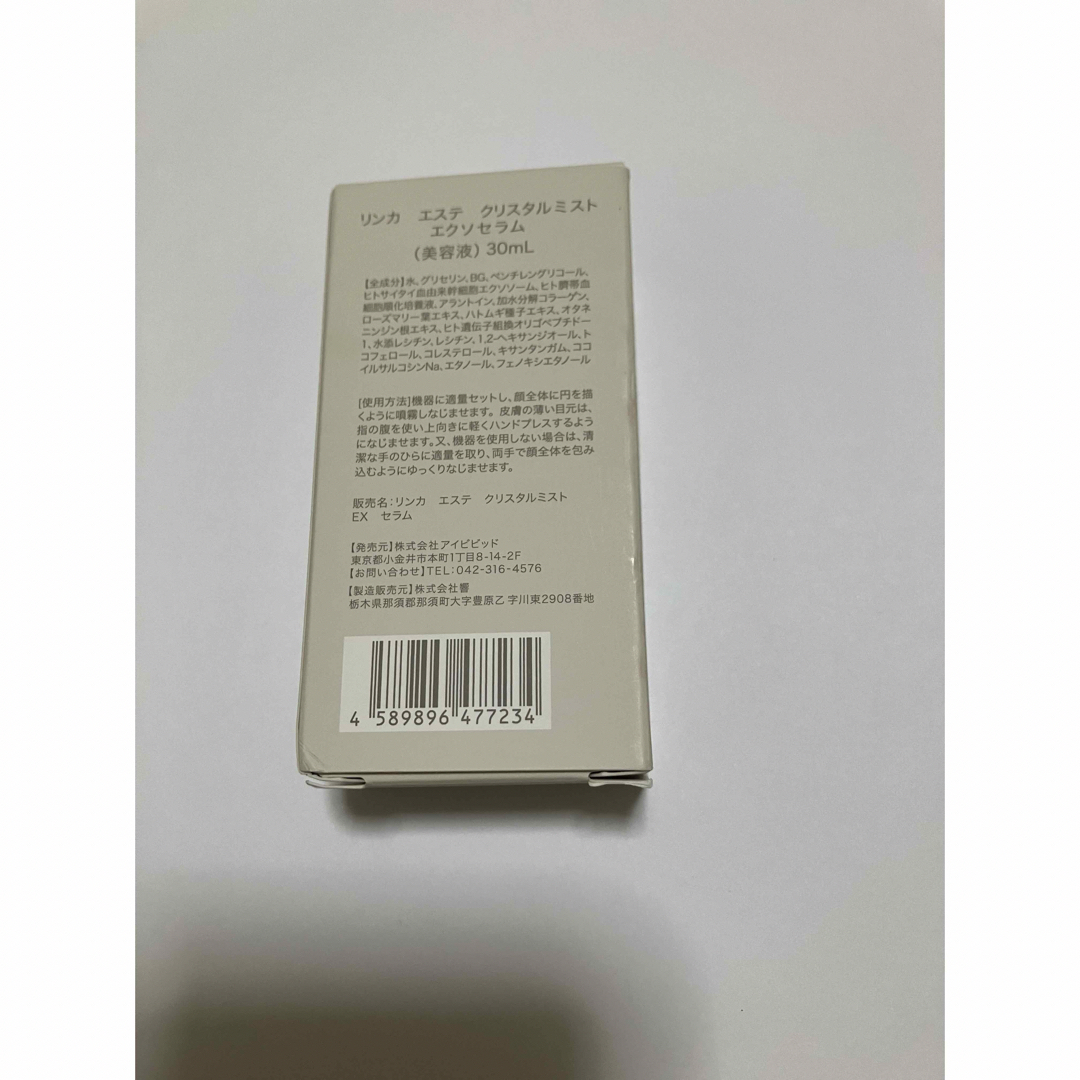 リンカ　エステ　クリスタルミスト
エクソセラム
(美容液) 30mL
【全成分】水、グリセリン、BG、ペンチレングリコール、
ヒトサイタイ血由来幹細胞エクソソーム、ヒト臍帯血
細胞順化培養液、アラントイン、加水分解コラーゲン、
ローズマリー葉エキス、ハトムギ種子エキス、オタネ
ニンジン根エキス、ヒト遺伝子組換オリゴペプチド-
1、水添レシチン、レシチン、1,2-ヘキサンジオール、ト
コフェロール、コレステロール、キサンタンガム、ココ
イルサルコシンNa、エタノール、フェノキシエタノール
[使用方法]機器に適量セットし、顔全体に円を描
くように噴霧しなじませます。皮膚の薄い目元は、
指の腹を使い上向きに軽くハンドプレスするよう
になじませます。又、機器を使用しない場合は、清
潔な手のひらに適量を取り、両手で顔全体を包み
込むようにゆっくりなじませます。
販売名:リンカ　エステ　クリスタルミスト
EX　セラム
【発売元】株式会社アイビビッド
東京都小金井市本町1丁目8-14-2F
【お問い合わせ】TEL:042-316-4576
【製造販売元】株式会社響
栃木県那須郡那須町大字豊原乙 字川東2908番地
4 589896 477234